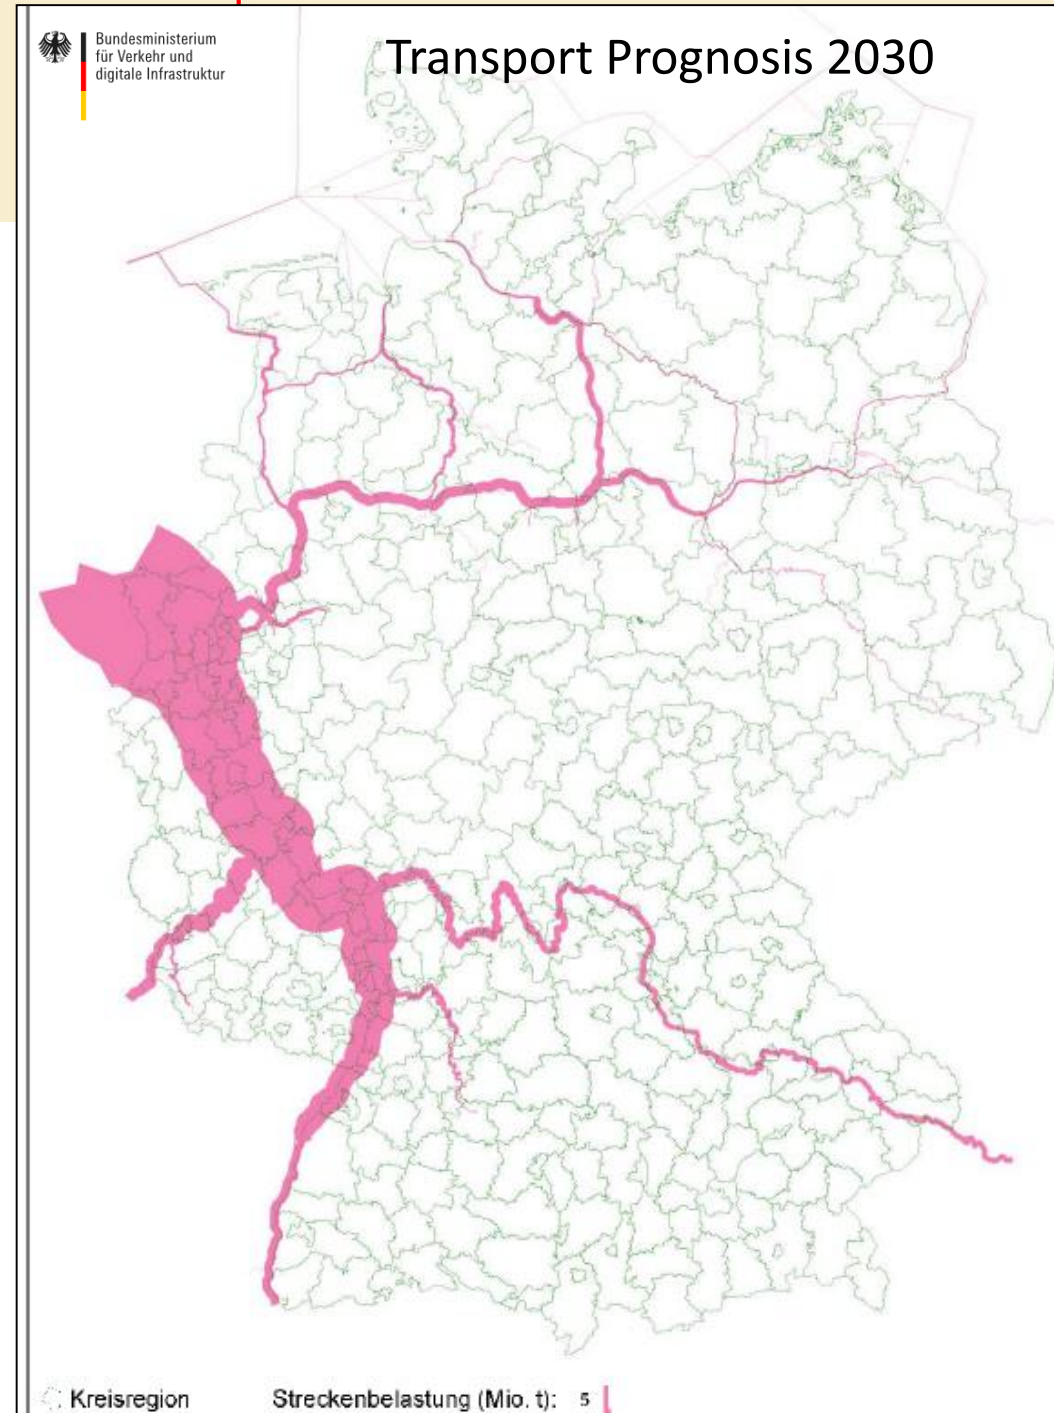 Bundesministerium
für Verkehr und
digitale Infrastruktur
Transport Prognosis 2030
Kreisregion
Streckenbelastung (Mio. t): 5